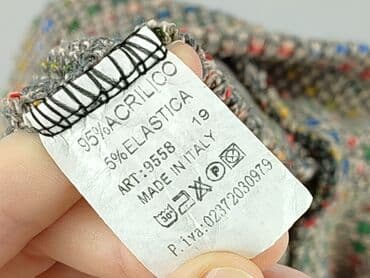 95%ACRILICO
5%ELASTICA
ART:9558 19
MADE IN ITALY
P.iva:02372030979